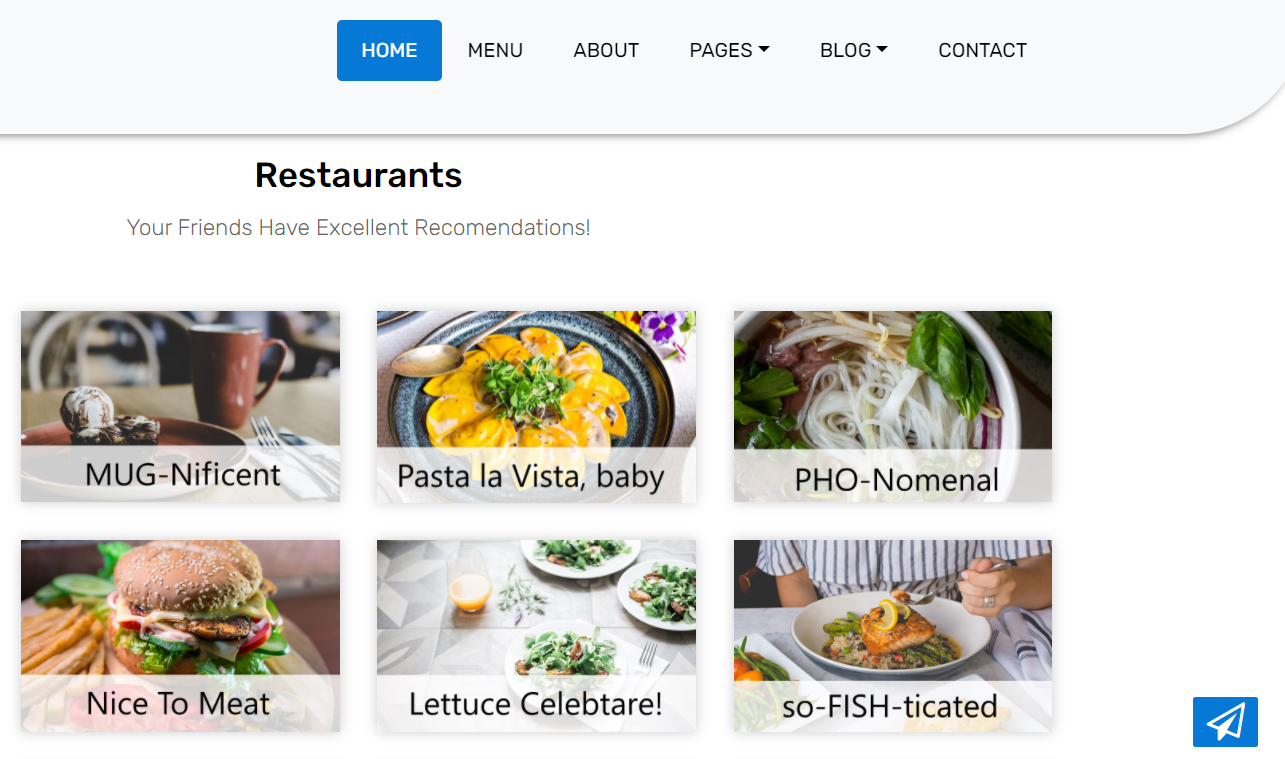 HOME MENU ABOUT PAGES BLOG CONTACT
Restaurants
Your Friends Have Excellent Recomendations!
MUG-Nificent
Pasta la Vista, baby
PHO-Nomenal
Nice To Meat
Lettuce Celebtare!
so-FISH-ticated